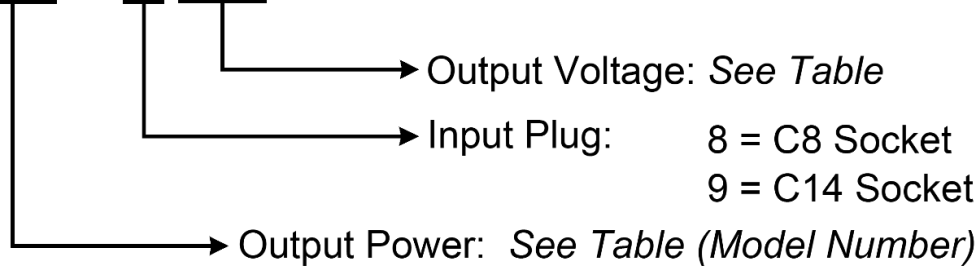 Output Voltage: See Table
Input Plug: 8 = C8 Socket
9 = C14 Socket
Output Power: See Table (Model Number)